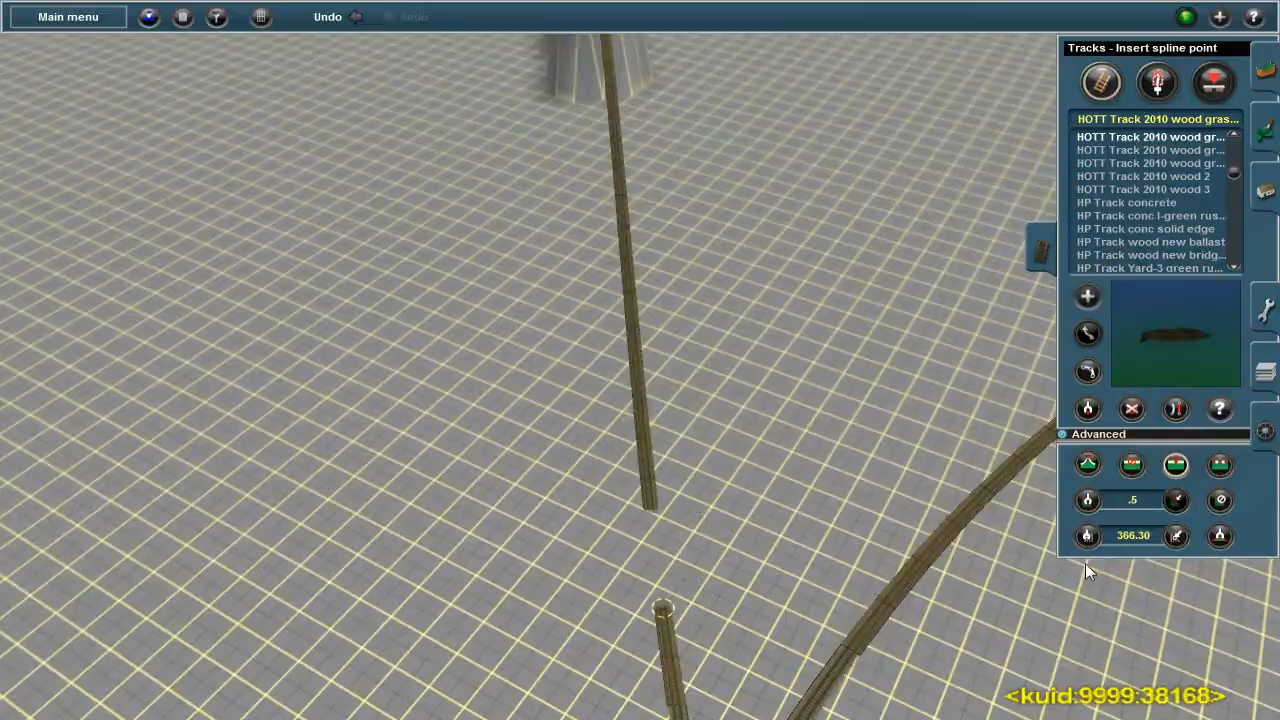 Main menu
Undo
Redo
?
Tracks - Insert spline point
HOTT Track 2010 wood gras...
HOTT Track 2010 wood gr...
HOTT Track 2010 wood gr...
HOTT Track 2010 wood gr...
HOTT Track 2010 wood 2
HOTT Track 2010 wood 3
HP Track concrete
HP Track conc l-green rus...
HP Track conc solid edge
HP Track wood new ballast
HP Track wood new bridg...
HP Track Yard-3 green ru...
?
Advanced
.5
366.30
<kuid:9999:38168>